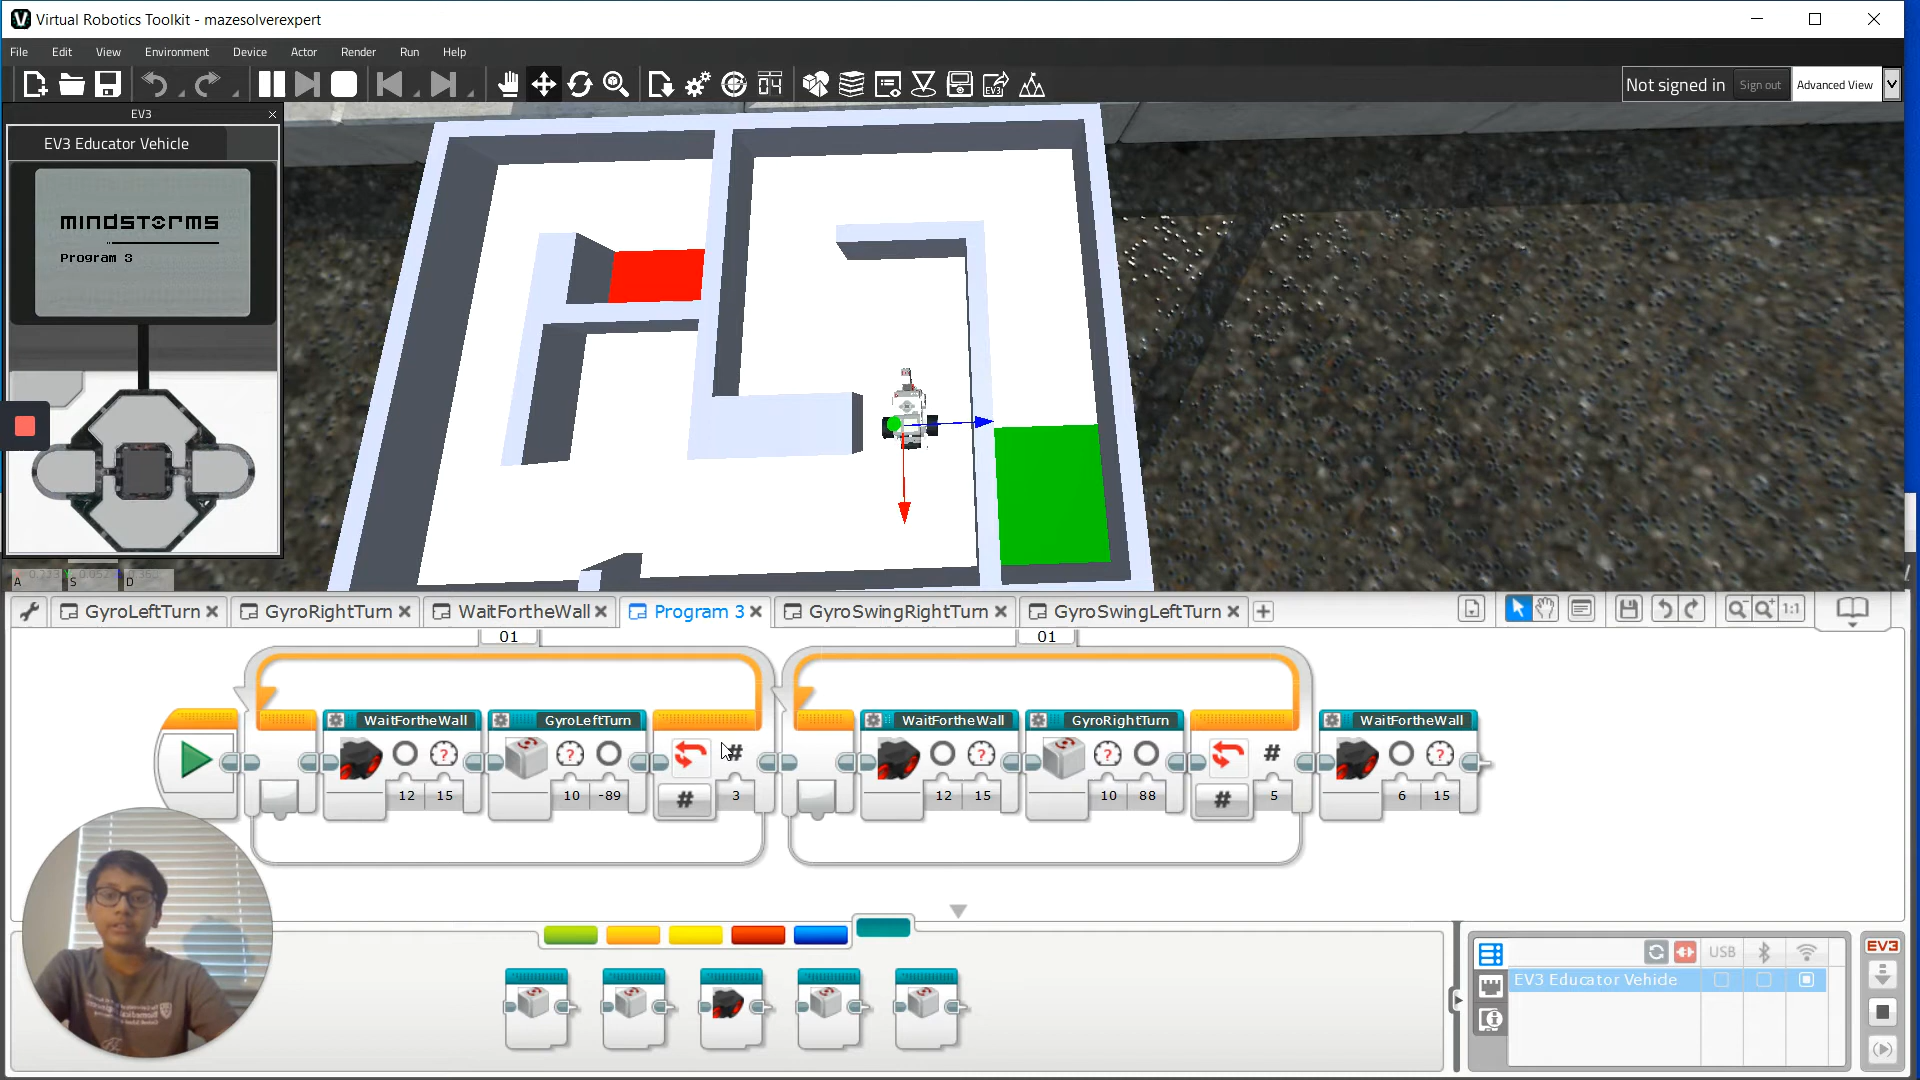 Virtual Robotics Toolkit - mazesolverexpert
File Edit View Environment Device Actor Render Run Help
Not signed in Sign out Advanced View
EV3
EV3 Educator Vehicle
mindstorms
Program 3
A S D
GyroLeftTurn GyroRightTurn WaitFortheWall Program 3 GyroSwingRightTurn GyroSwingLeftTurn
1:1
01 01
WaitFortheWall GyroLeftTurn WaitFortheWall GyroRightTurn WaitFortheWall
# #
12 15 10 -89 # 3 12 15 10 88 # 5 6 15
USB
EV3
EV3 Educator Vehicle